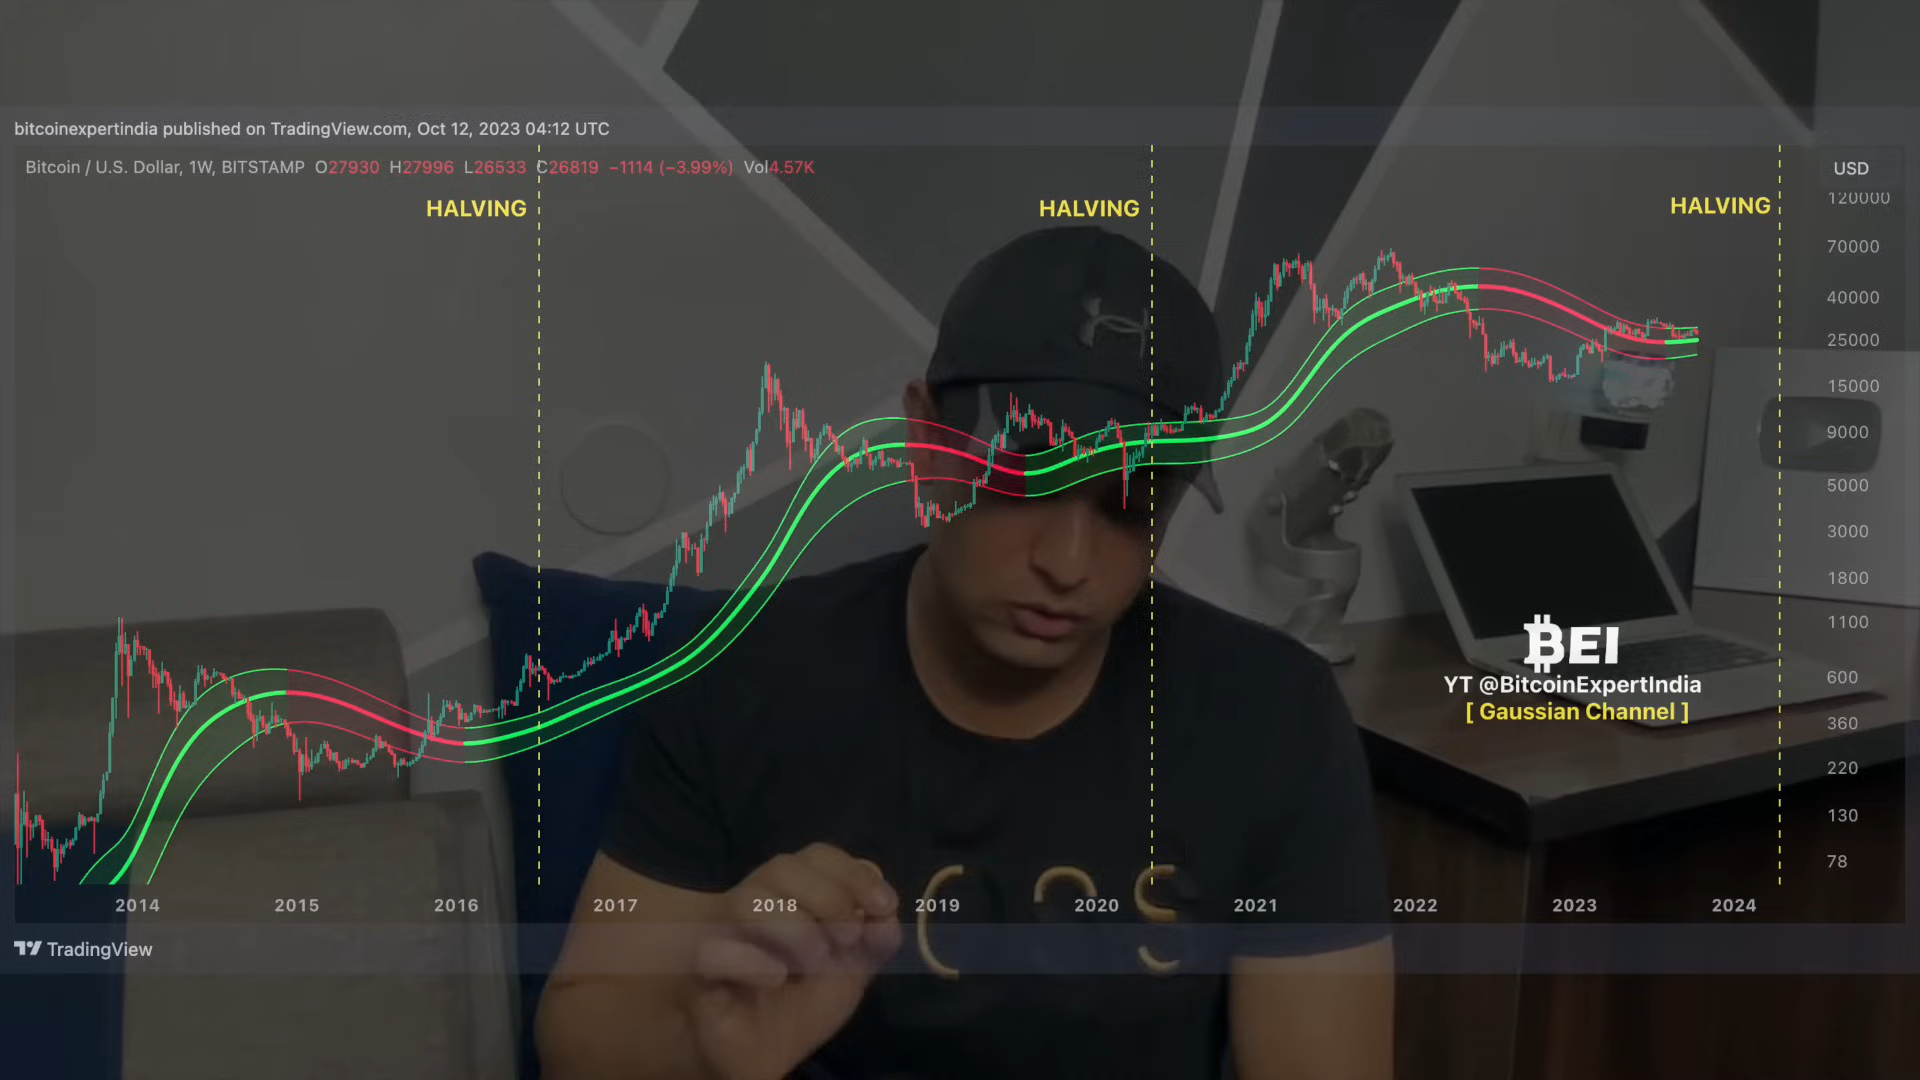 bitcoinexpertindia published on TradingView.com, Oct 12, 2023 04:12 UTC
Bitcoin / U.S. Dollar, 1W, BITSTAMP O27930 H27996 L26533 C26819 −1114 (−3.99%) Vol4.57K
USD
HALVING HALVING HALVING
120000
70000
40000
25000
15000
9000
5000
3000
1800
1100
600
360
220
130
78
₿EI
YT @BitcoinExpertIndia
[ Gaussian Channel ]
2014 2015 2016 2017 2018 2019 2020 2021 2022 2023 2024
TradingView